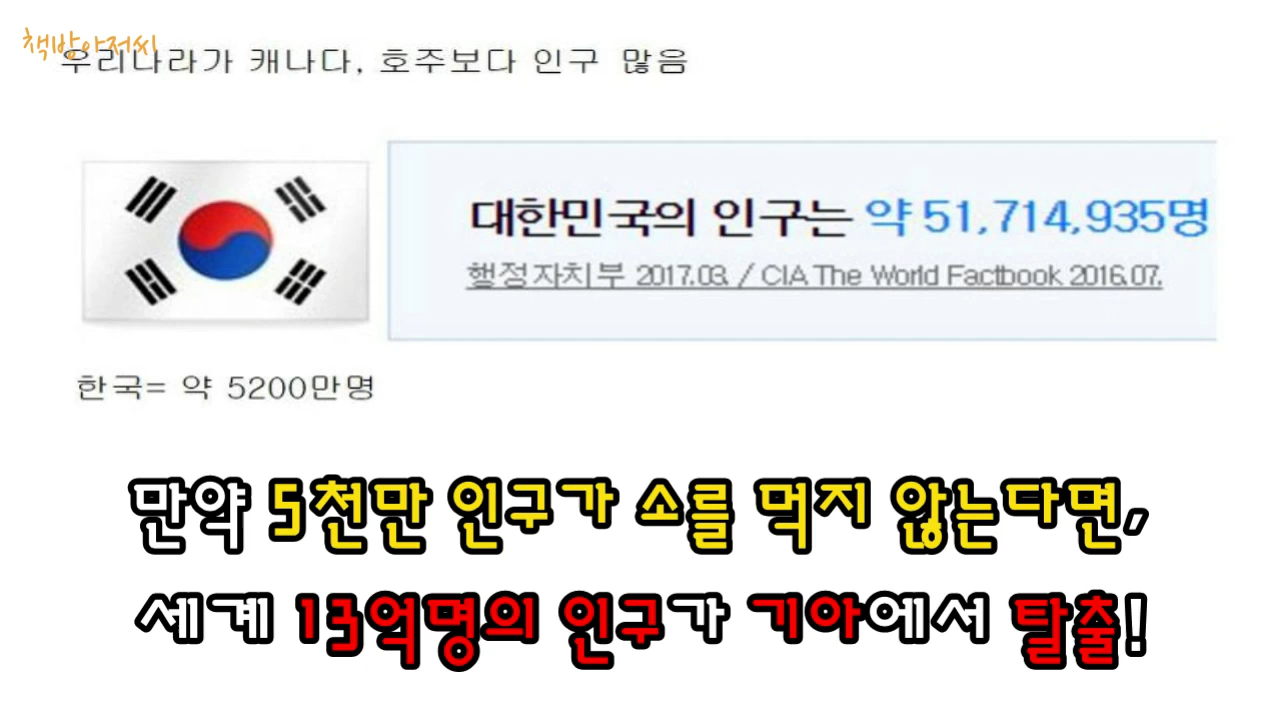 책방아저씨
우리나라가 캐나다, 호주보다 인구 많음
대한민국의 인구는 약 51,714,935명
행정자치부 2017.03. / CIA The World Factbook 2016.07.
한국= 약 5200만명
만약 5천만 인구가 소를 먹지 않는다면,
세계 13억명의 인구가 기아에서 탈출!